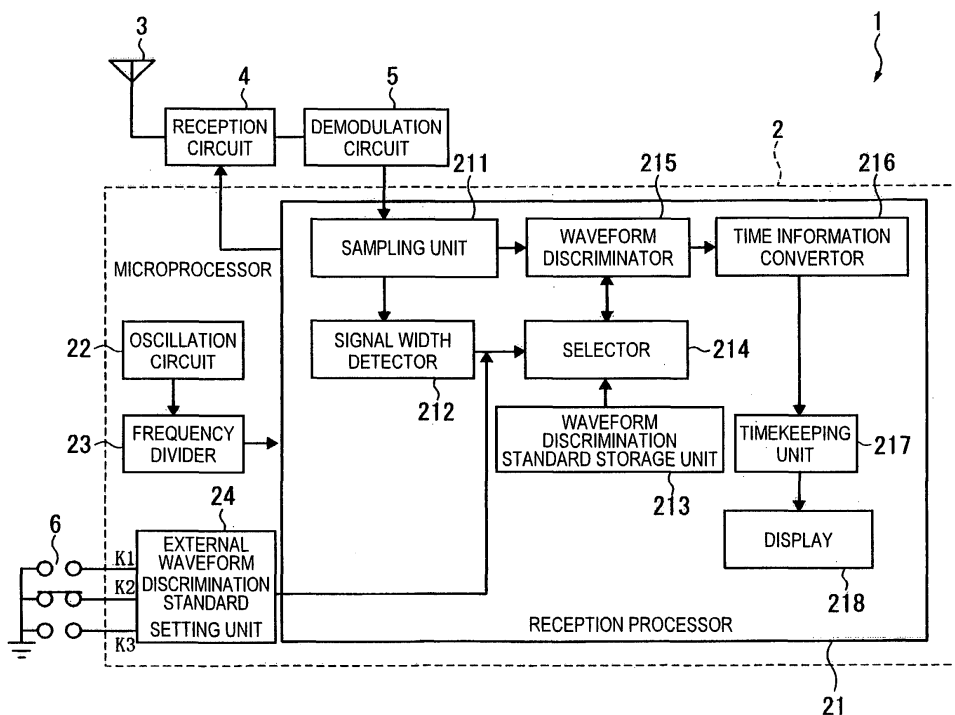 1
3
4
5
RECEPTION
CIRCUIT
DEMODULATION
CIRCUIT
2
211
215
216
SAMPLING UNIT
WAVEFORM
DISCRIMINATOR
TIME INFORMATION
CONVERTOR
MICROPROCESSOR
22
OSCILLATION
CIRCUIT
SIGNAL WIDTH
DETECTOR
212
SELECTOR
214
23
FREQUENCY
DIVIDER
WAVEFORM
DISCRIMINATION
STANDARD STORAGE UNIT
213
TIMEKEEPING
UNIT
217
24
6
K1
K2
K3
EXTERNAL
WAVEFORM
DISCRIMINATION
STANDARD
SETTING UNIT
DISPLAY
218
RECEPTION PROCESSOR
21